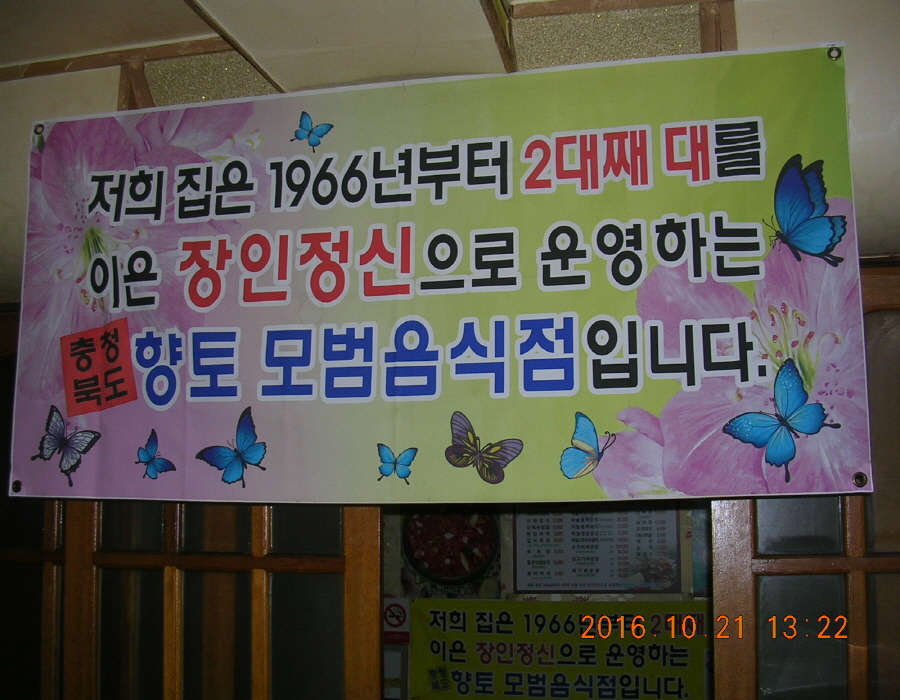 저희 집은 1966년부터 2대째 대를
이은 장인정신으로 운영하는
충청
북도
향토 모범음식점입니다.
저희 집은 1966
이은 장인정신으로 운영하는
향토 모범음식점입니다.
2016.10.21 13:22